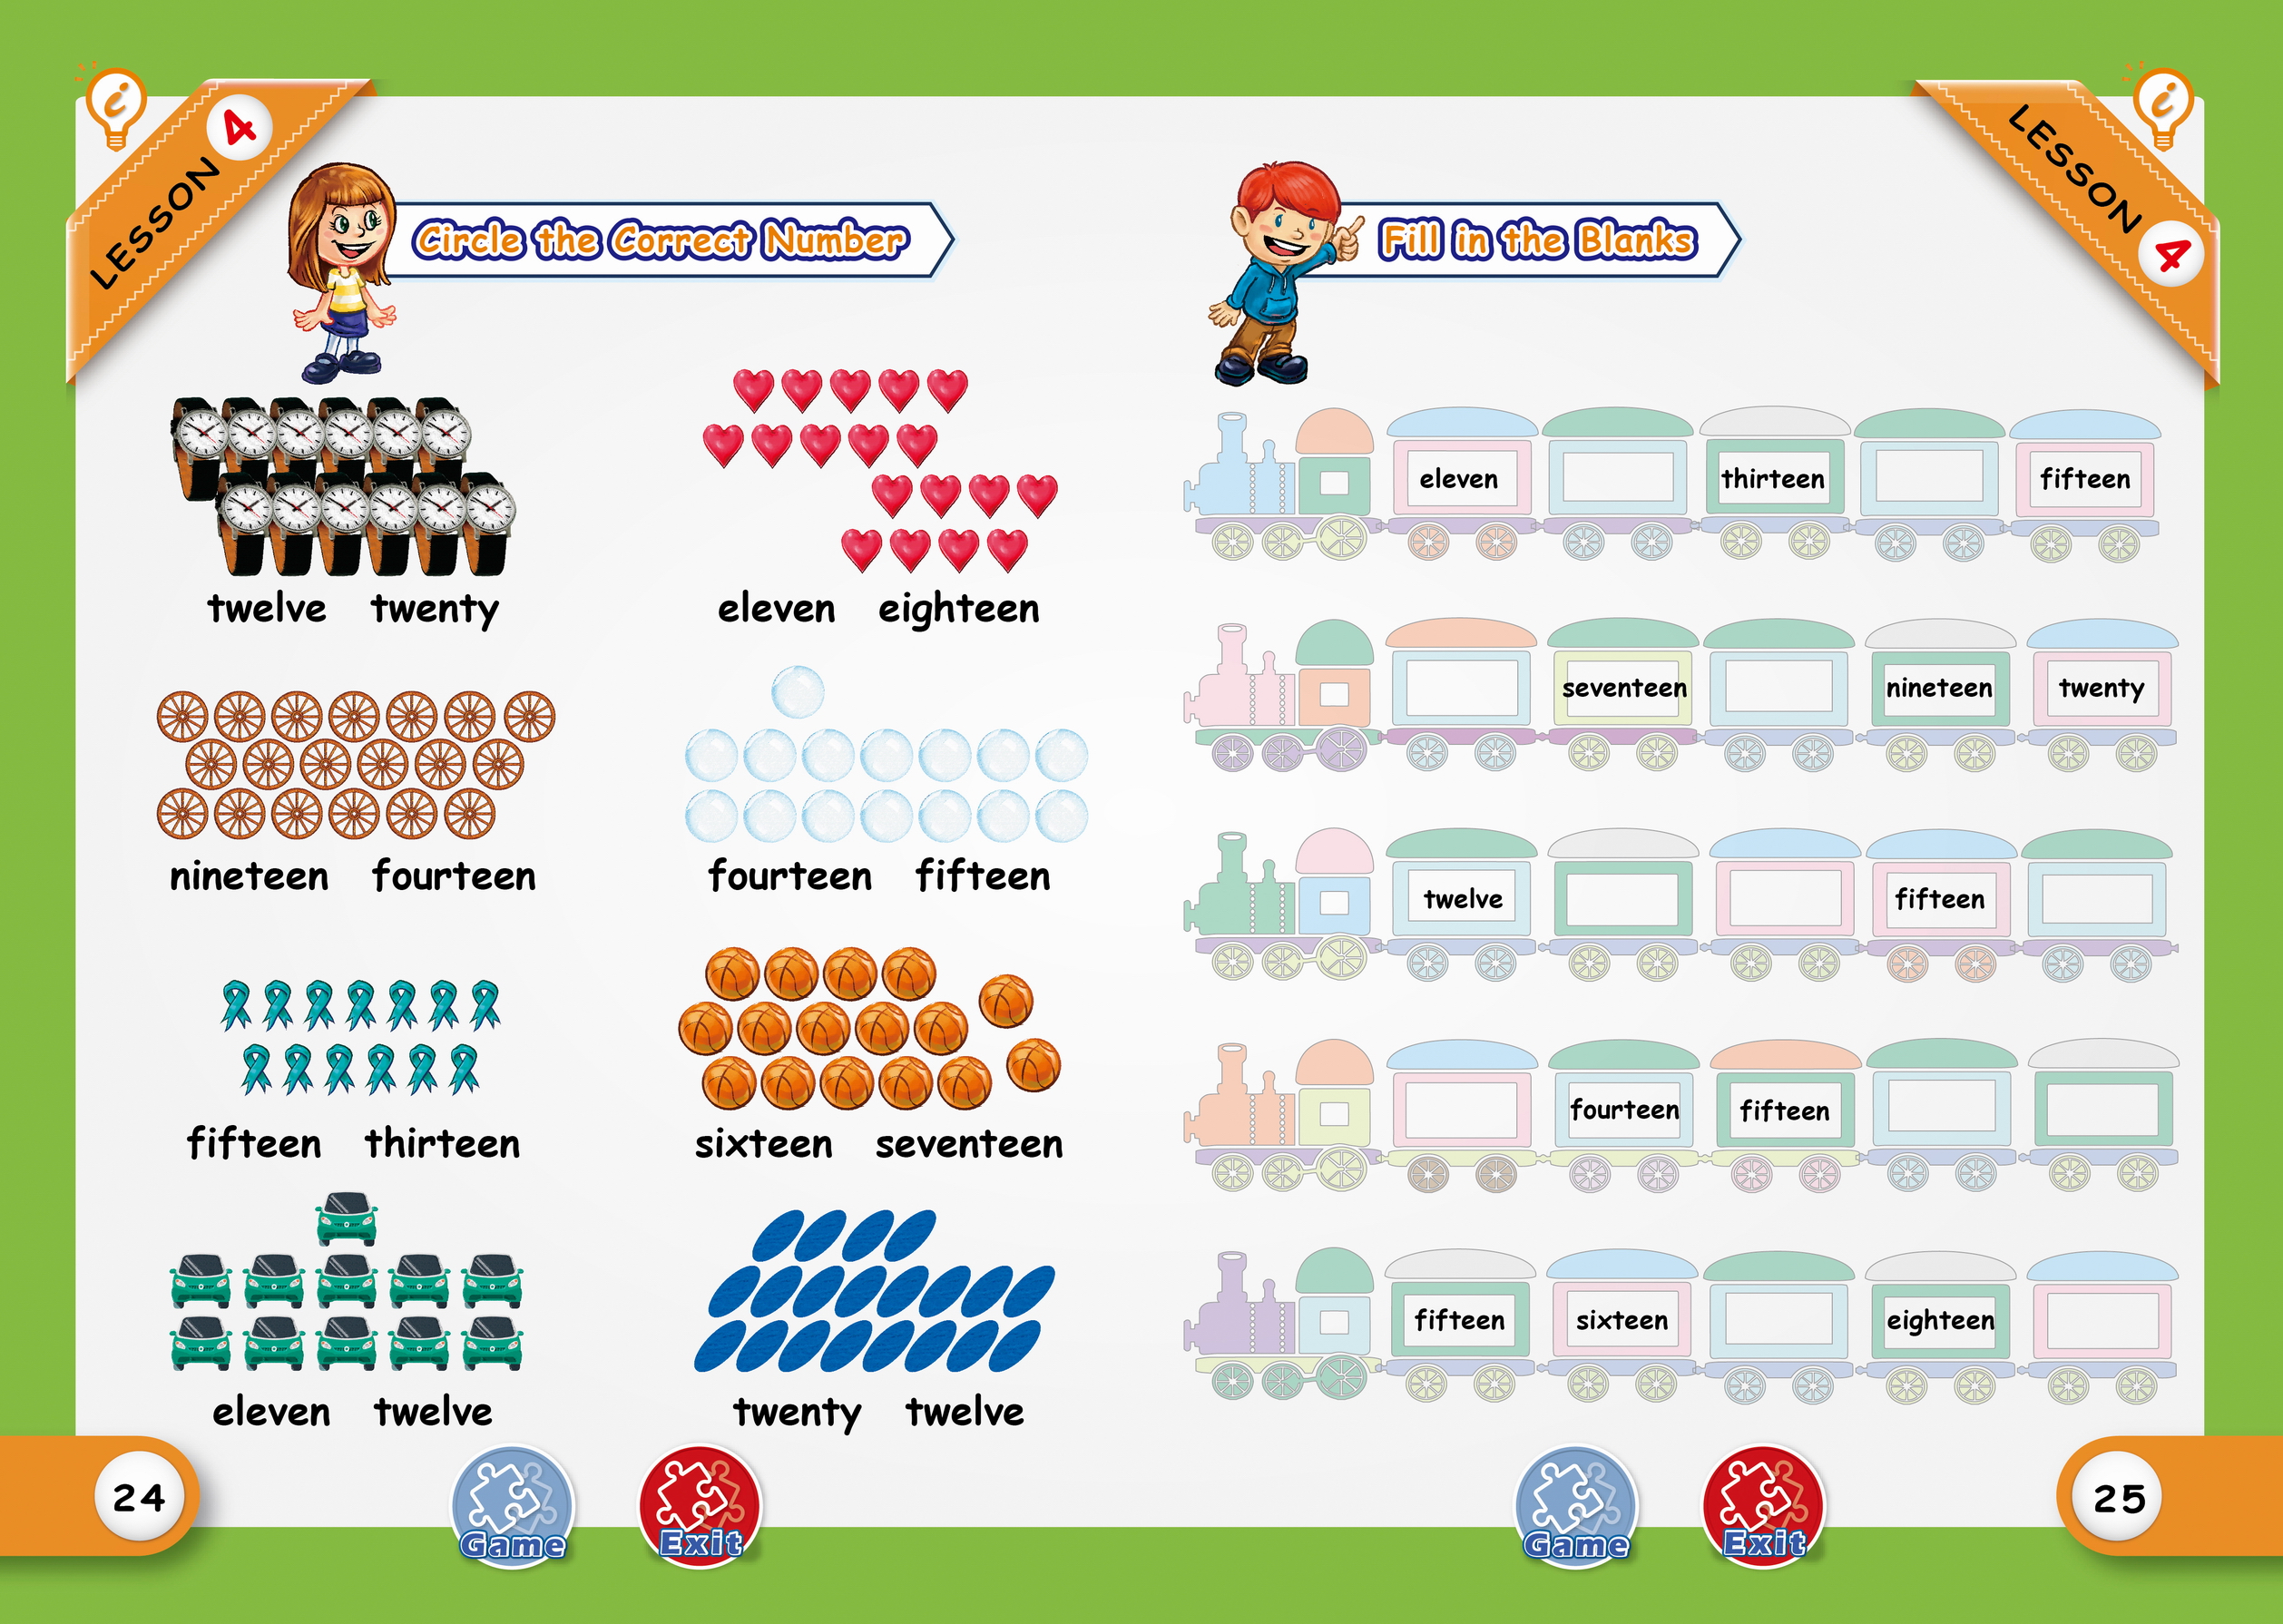 LESSON 4
Circle the Correct Number
twelve twenty
eleven eighteen
nineteen fourteen
fourteen fifteen
fifteen thirteen
sixteen seventeen
eleven twelve
twenty twelve
24
Game
Exit
LESSON 4
Fill in the Blanks
eleven thirteen fifteen
seventeen nineteen twenty
twelve fifteen
fourteen fifteen
fifteen sixteen eighteen
Game
Exit
25